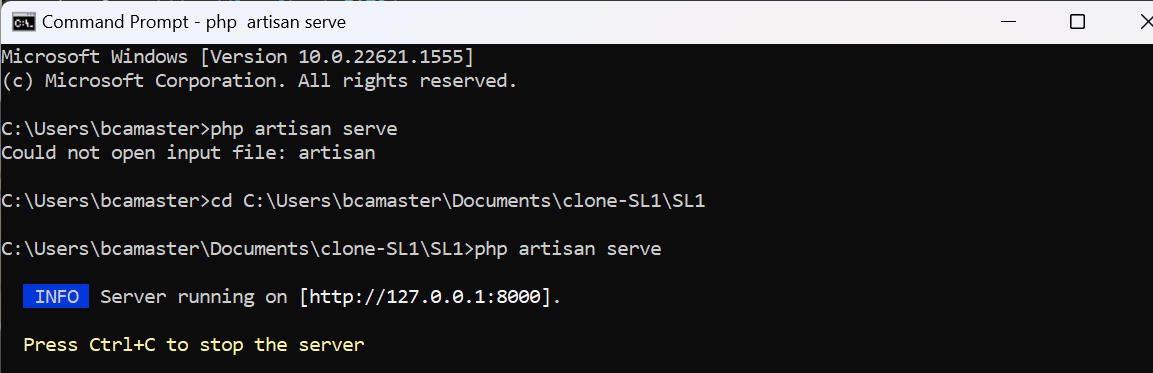 Command Prompt - php  artisan serve
Microsoft Windows [Version 10.0.22621.1555]
(c) Microsoft Corporation. All rights reserved.
C:\Users\bcamaster>php artisan serve
Could not open input file: artisan
C:\Users\bcamaster>cd C:\Users\bcamaster\Documents\clone-SL1\SL1
C:\Users\bcamaster\Documents\clone-SL1\SL1>php artisan serve
INFO  Server running on [http://127.0.0.1:8000].
Press Ctrl+C to stop the server